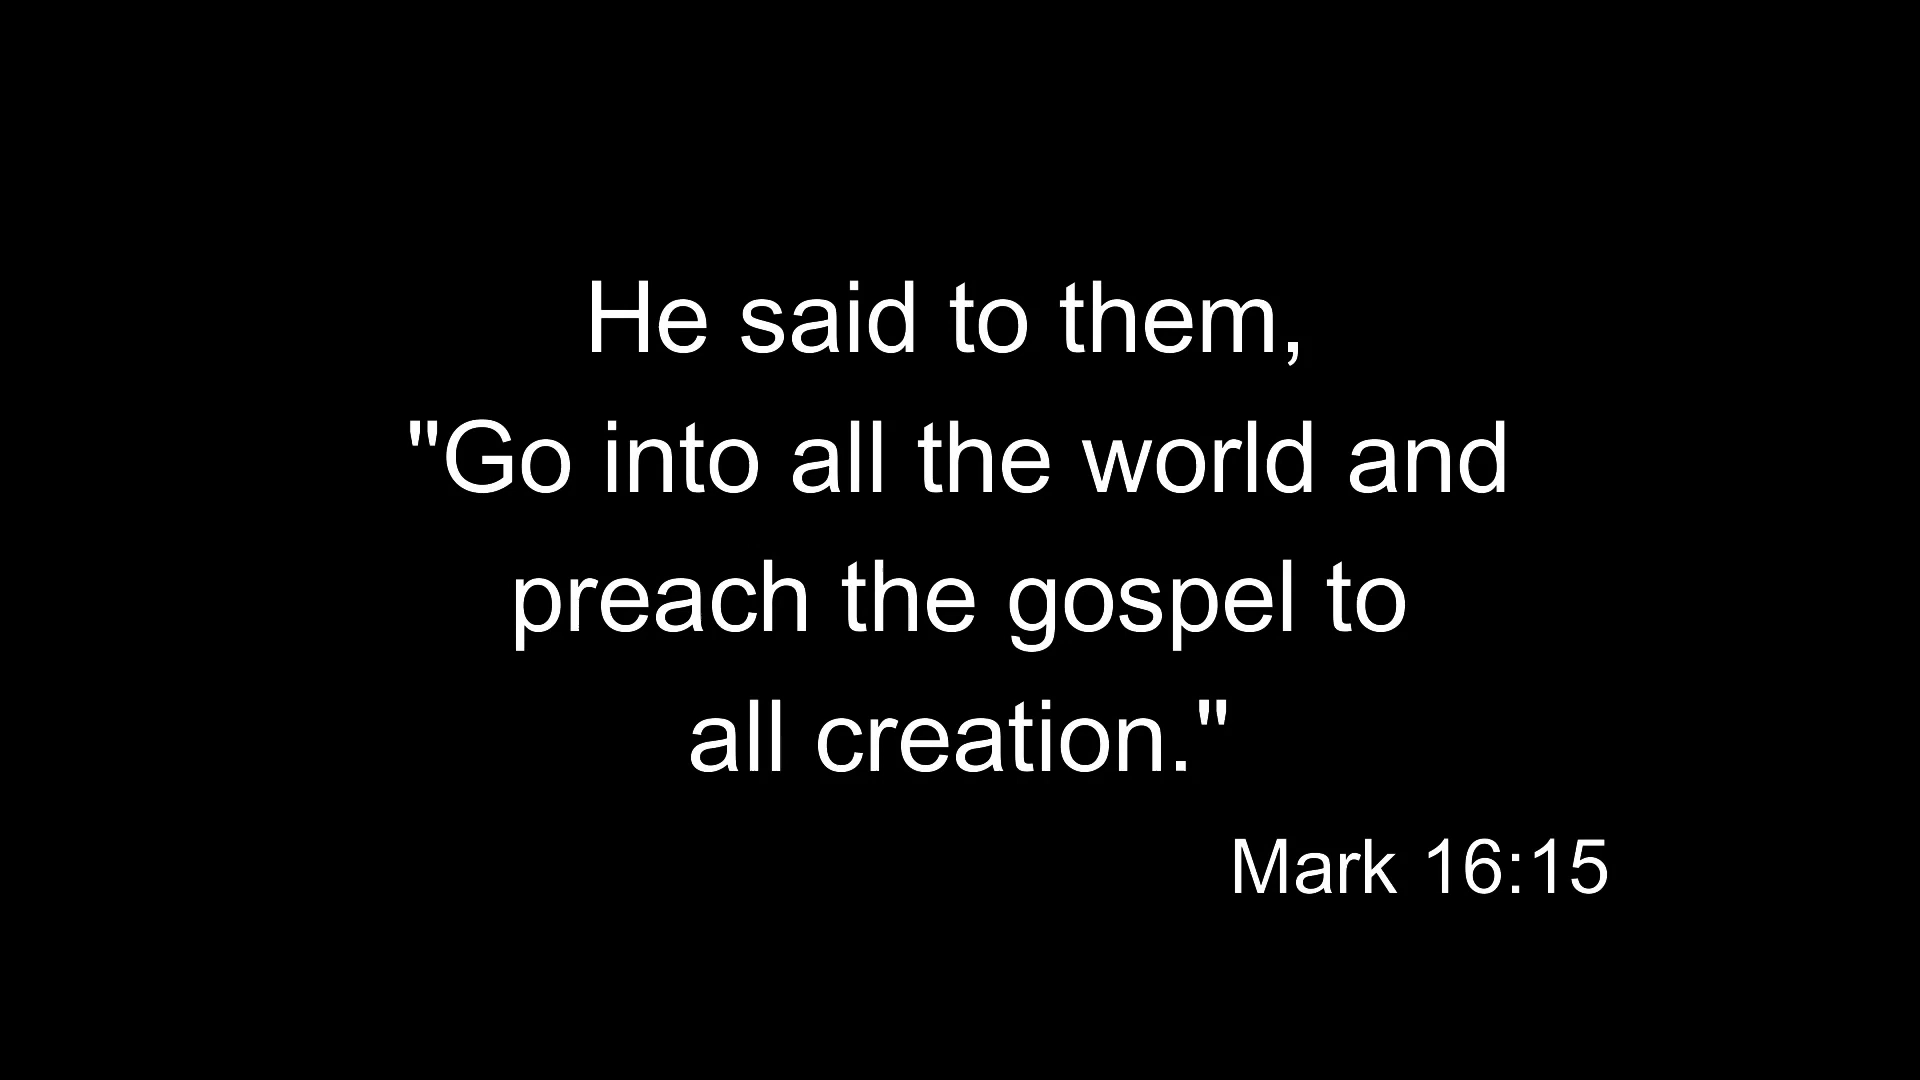 He said to them,
"Go into all the world and
preach the gospel to
all creation."
Mark 16:15